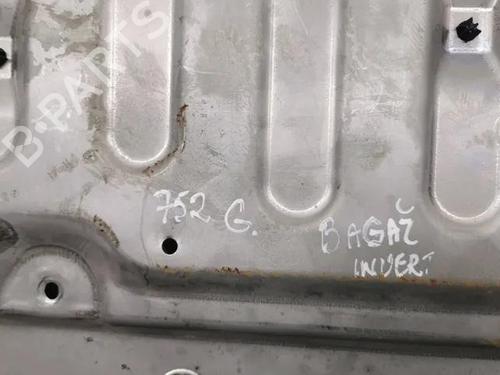 B-PARTS
752 G.
BAGAŽ
INVERT